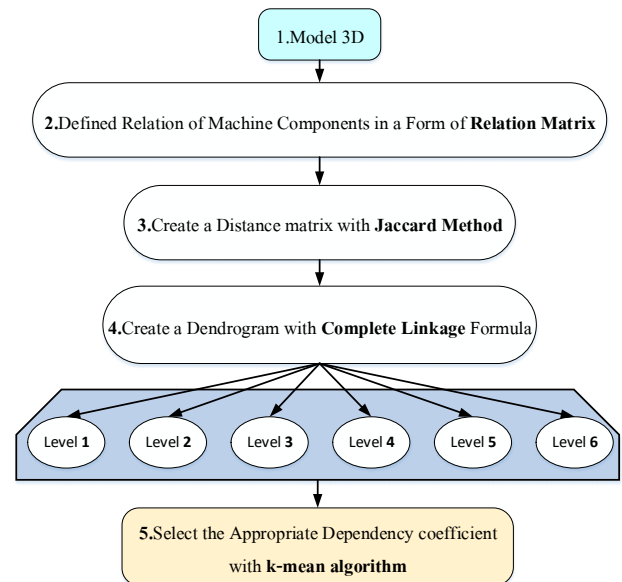 1.Model 3D
2.Defined Relation of Machine Components in a Form of Relation Matrix
3.Create a Distance matrix with Jaccard Method
4.Create a Dendrogram with Complete Linkage Formula
Level 1 Level 2 Level 3 Level 4 Level 5 Level 6
5.Select the Appropriate Dependency coefficient
with k-mean algorithm